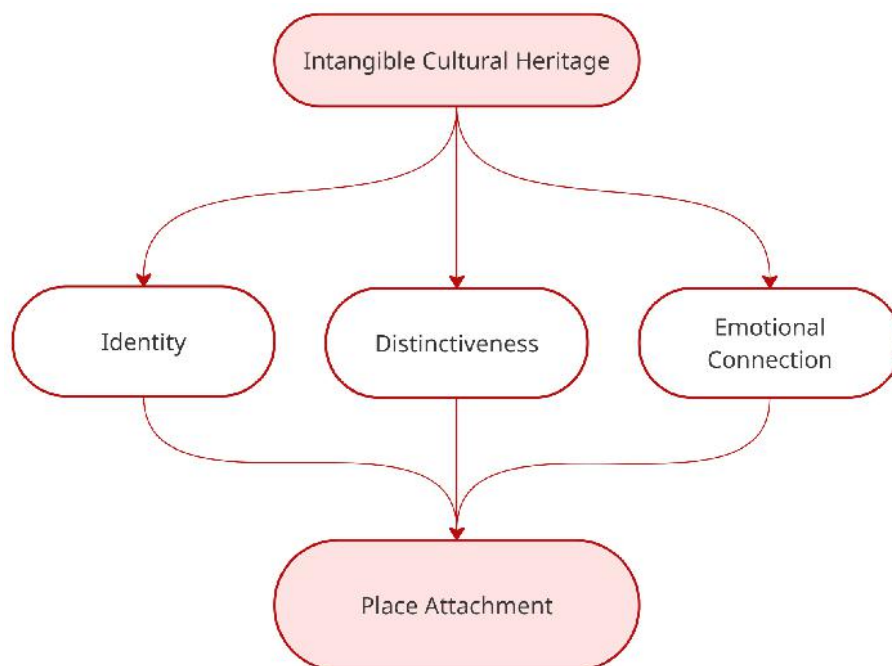 Intangible Cultural Heritage
Identity
Distinctiveness
Emotional
Connection
Place Attachment